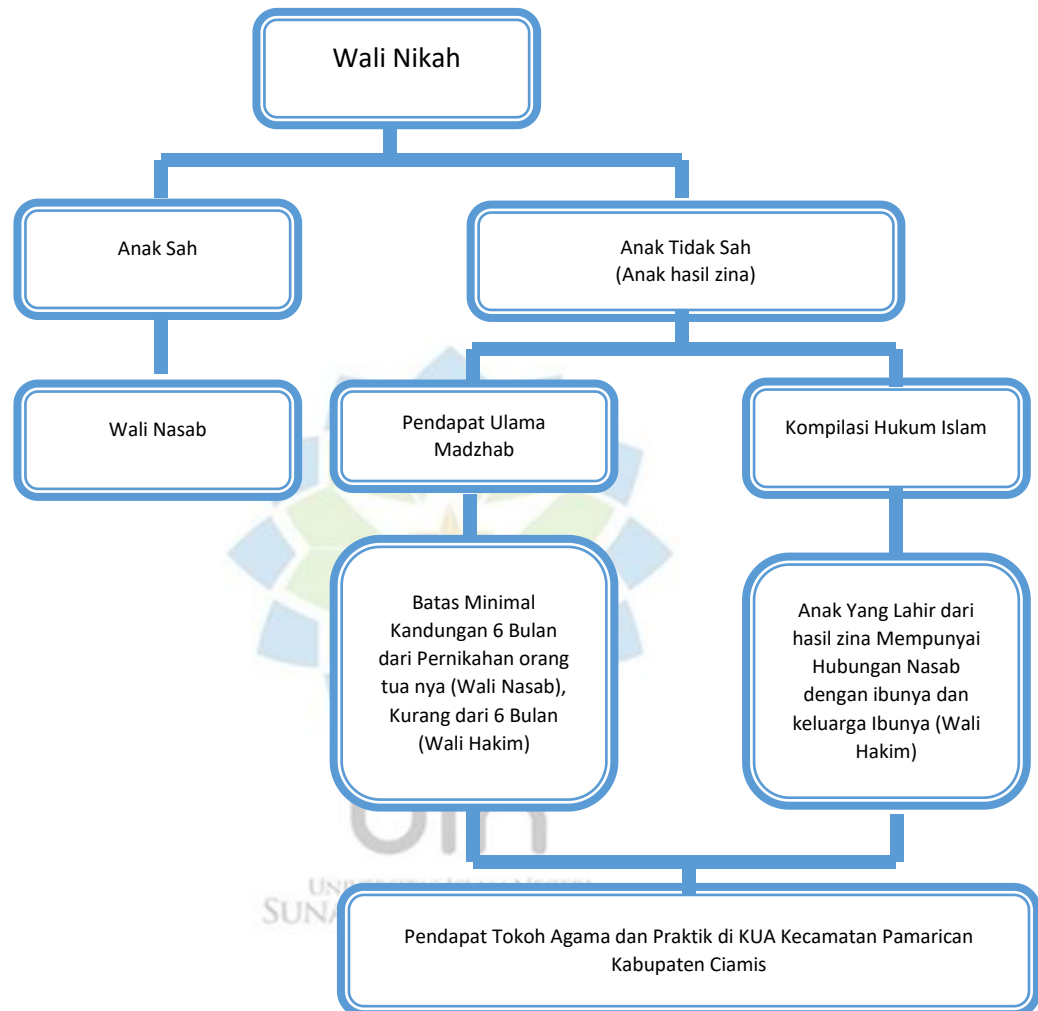 Wali Nikah
Anak Sah
Anak Tidak Sah
(Anak hasil zina)
Wali Nasab
Pendapat Ulama
Madzhab
Kompilasi Hukum Islam
Batas Minimal
Kandungan 6 Bulan
dari Pernikahan orang
tua nya (Wali Nasab),
Kurang dari 6 Bulan
(Wali Hakim)
Anak Yang Lahir dari
hasil zina Mempunyai
Hubungan Nasab
dengan ibunya dan
keluarga Ibunya (Wali
Hakim)
uin
SUNA
Pendapat Tokoh Agama dan Praktik di KUA Kecamatan Pamarican
Kabupaten Ciamis